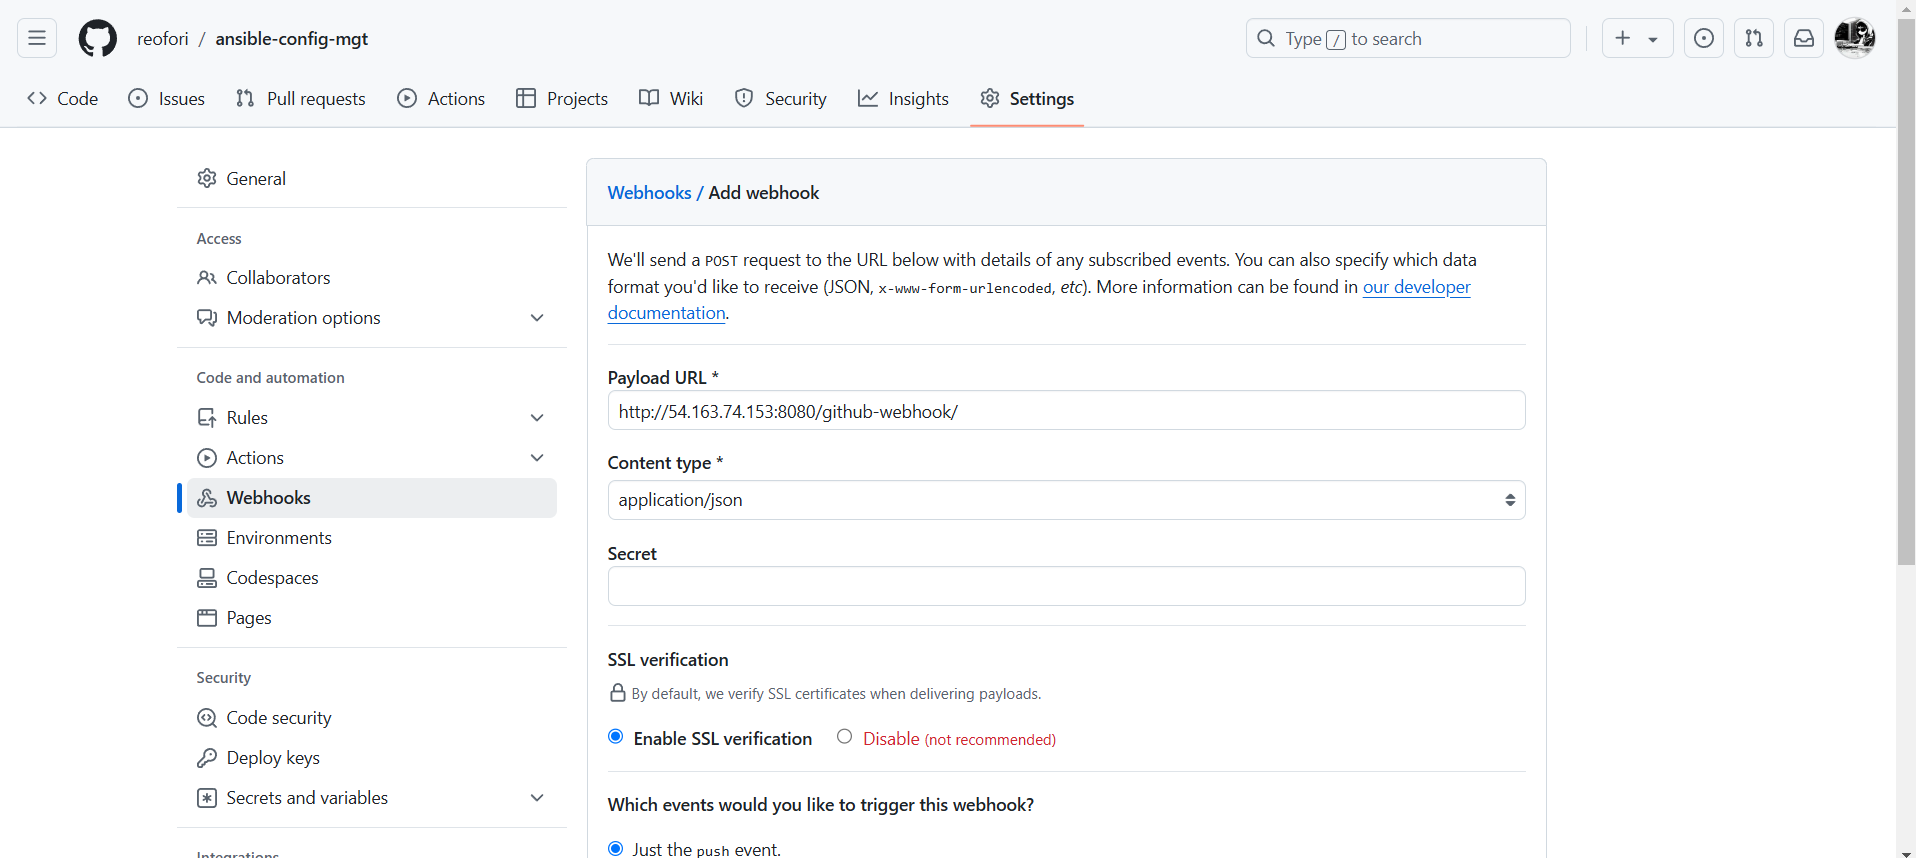 reofori / ansible-config-mgt
Type / to search
Code Issues Pull requests Actions Projects Wiki Security Insights Settings
General
Access
Collaborators
Moderation options
Code and automation
Rules
Actions
Webhooks
Environments
Codespaces
Pages
Security
Code security
Deploy keys
Secrets and variables
Integrations
Webhooks / Add webhook
We'll send a POST request to the URL below with details of any subscribed events. You can also specify which data
format you'd like to receive (JSON, x-www-form-urlencoded, etc). More information can be found in our developer
documentation.
Payload URL *
http://54.163.74.153:8080/github-webhook/
Content type *
application/json
Secret
SSL verification
By default, we verify SSL certificates when delivering payloads.
Enable SSL verification Disable (not recommended)
Which events would you like to trigger this webhook?
Just the push event.